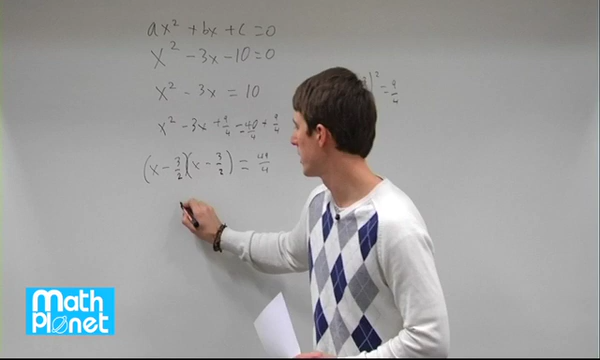 ax² + bx + c = 0
x² - 3x - 10 = 0
x² - 3x = 10
)² = 9/4
x² - 3x + 9/4 = 40/4 + 9/4
(x - 3/2)(x - 3/2) = 49/4
Math
Planet